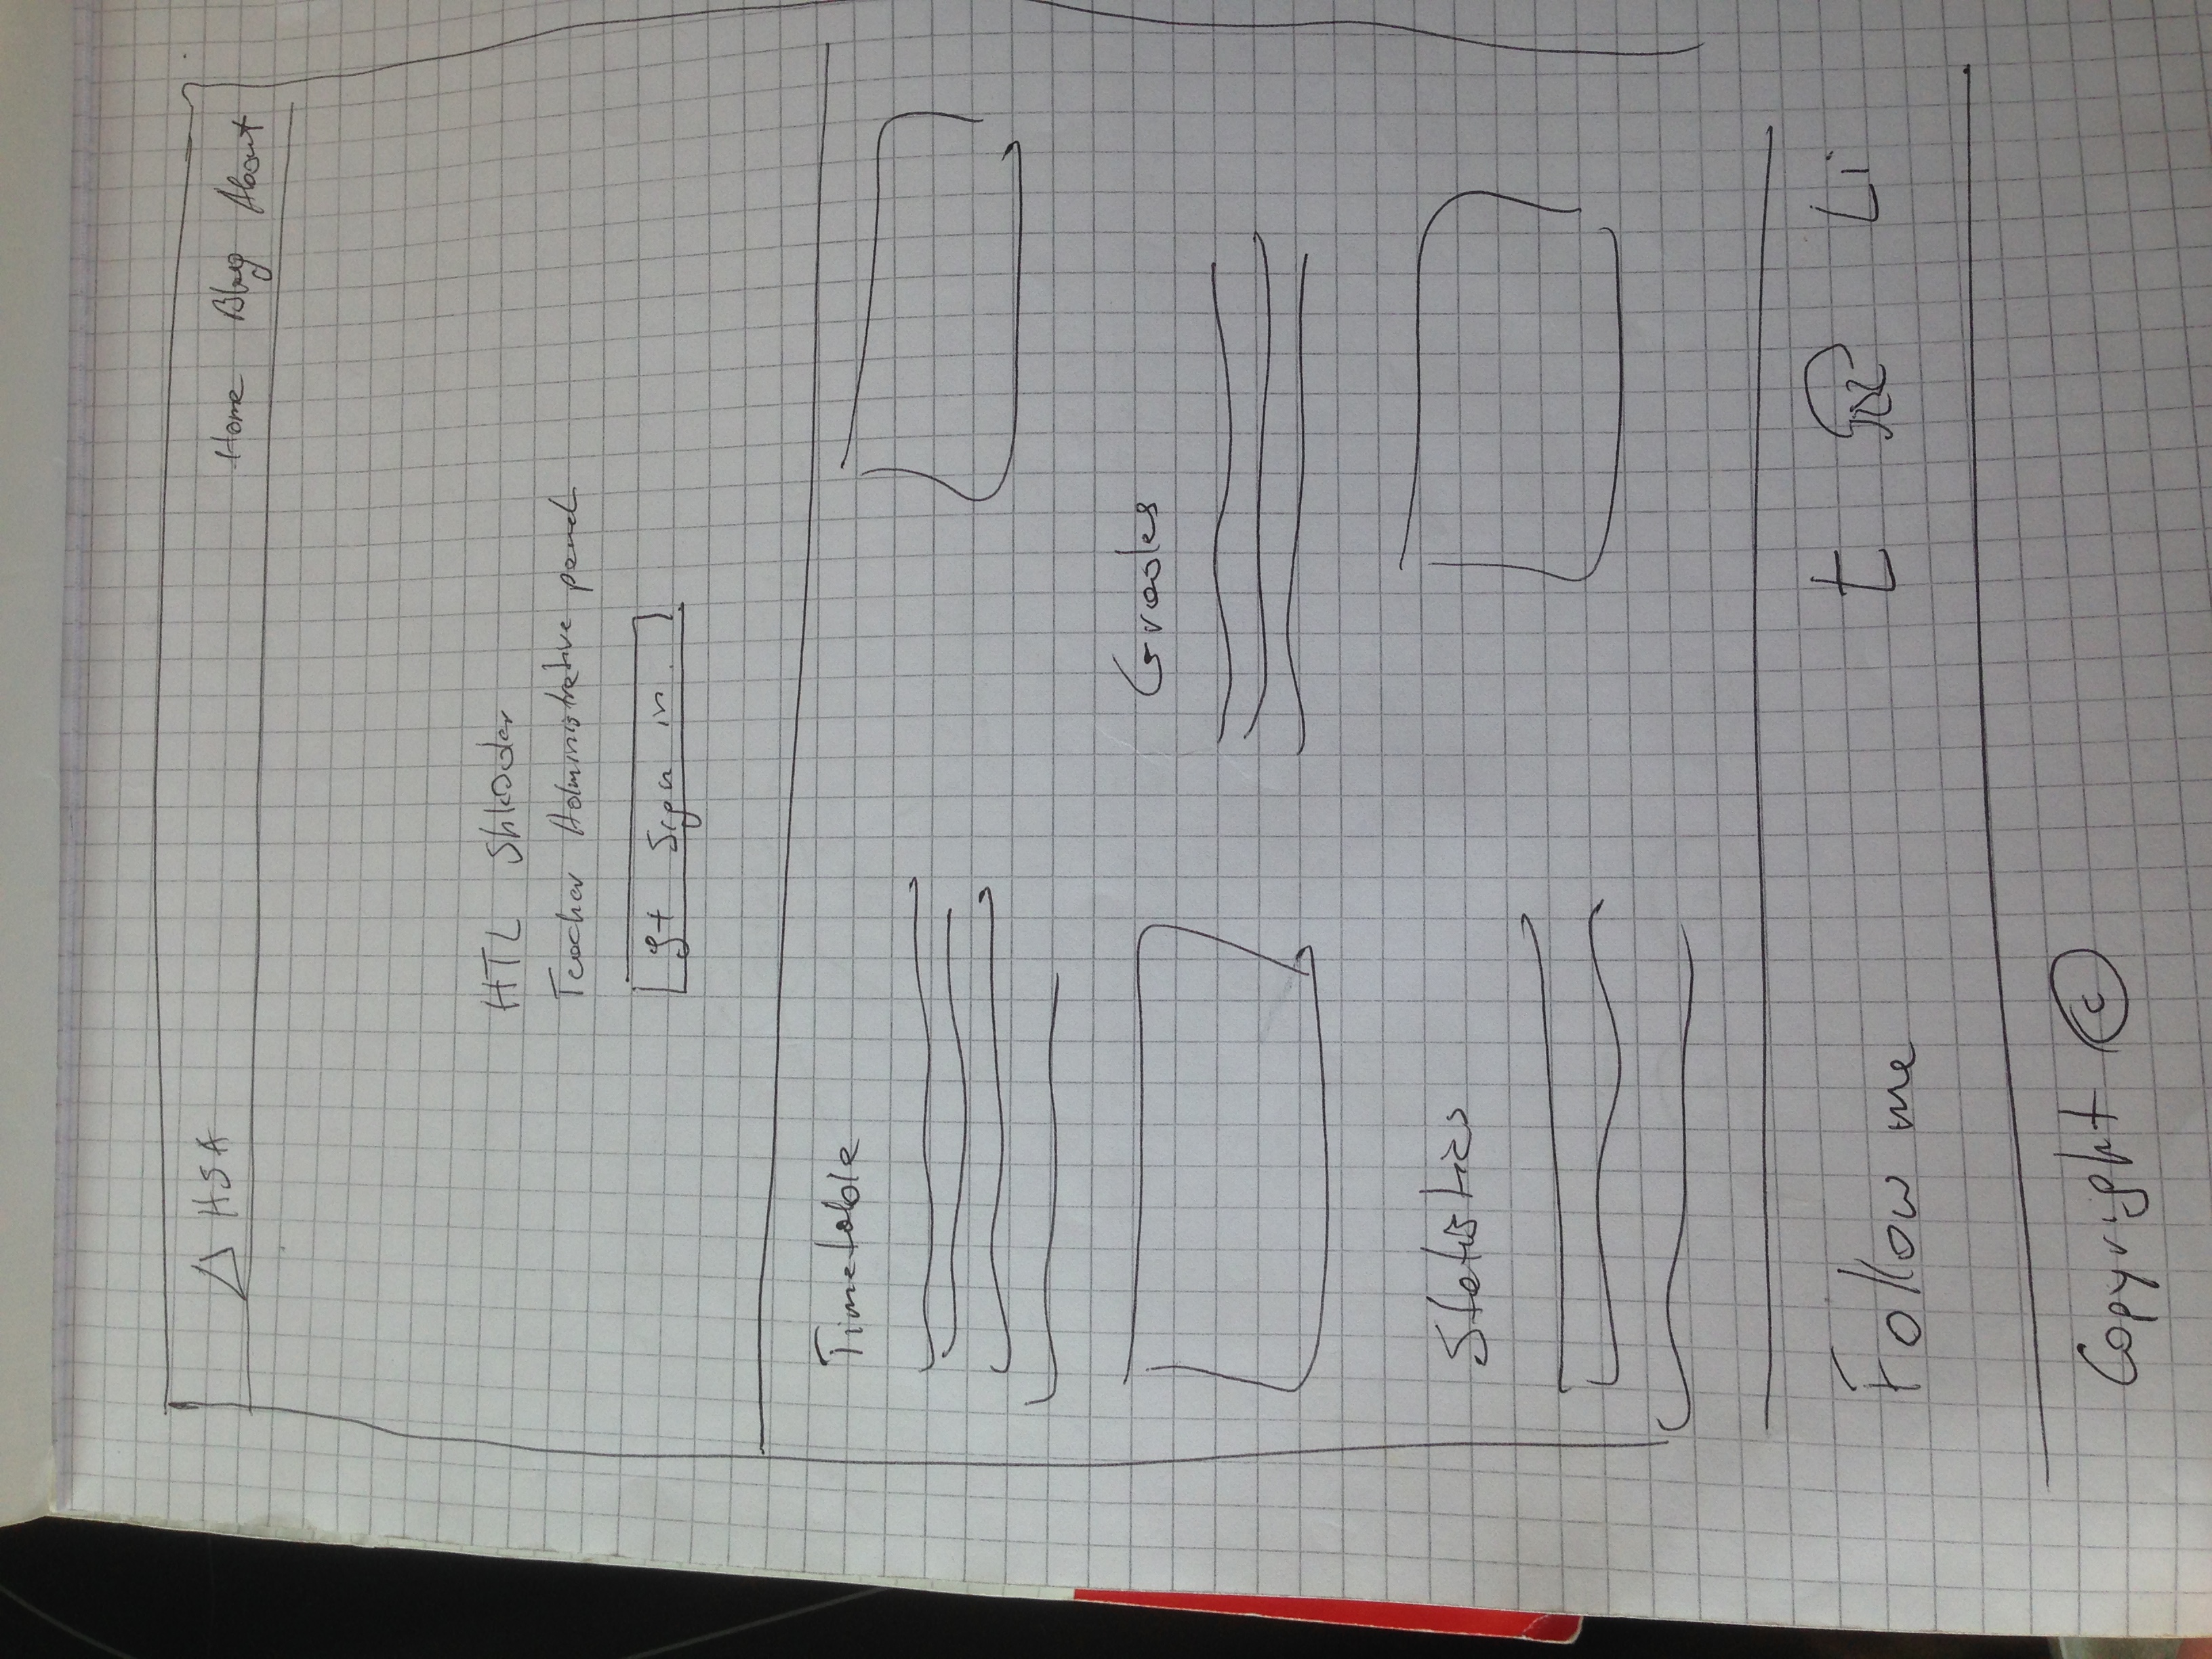 HSA Home Blog About
HTL Shkoder
Teacher Administrative panel
g+ Sign in
Timetable
Grades
Statistics
Follow me t Li
Copyright ©